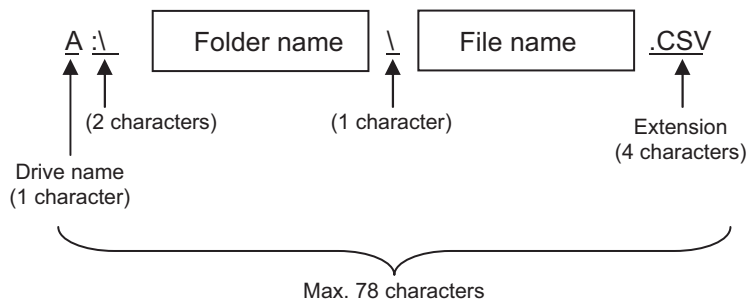 A :\ Folder name \ File name .CSV
(2 characters) (1 character) Extension
(4 characters)
Drive name
(1 character)
Max. 78 characters